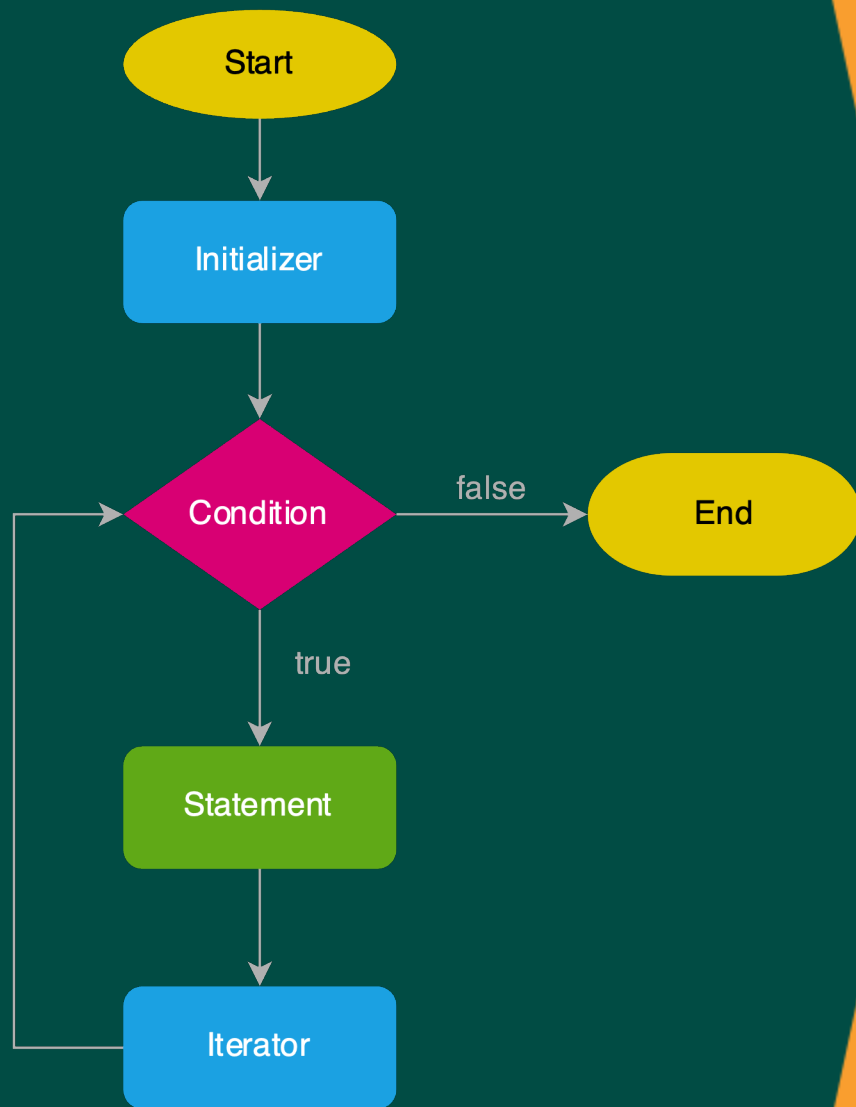 Start
Initializer
Condition
false
End
true
Statement
Iterator